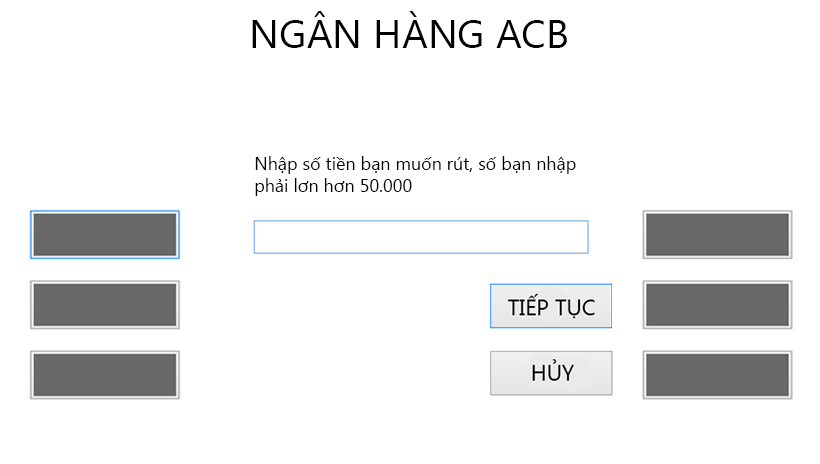 NGÂN HÀNG ACB
Nhập số tiền bạn muốn rút, số bạn nhập
phải lơn hơn 50.000
TIẾP TỤC
HỦY